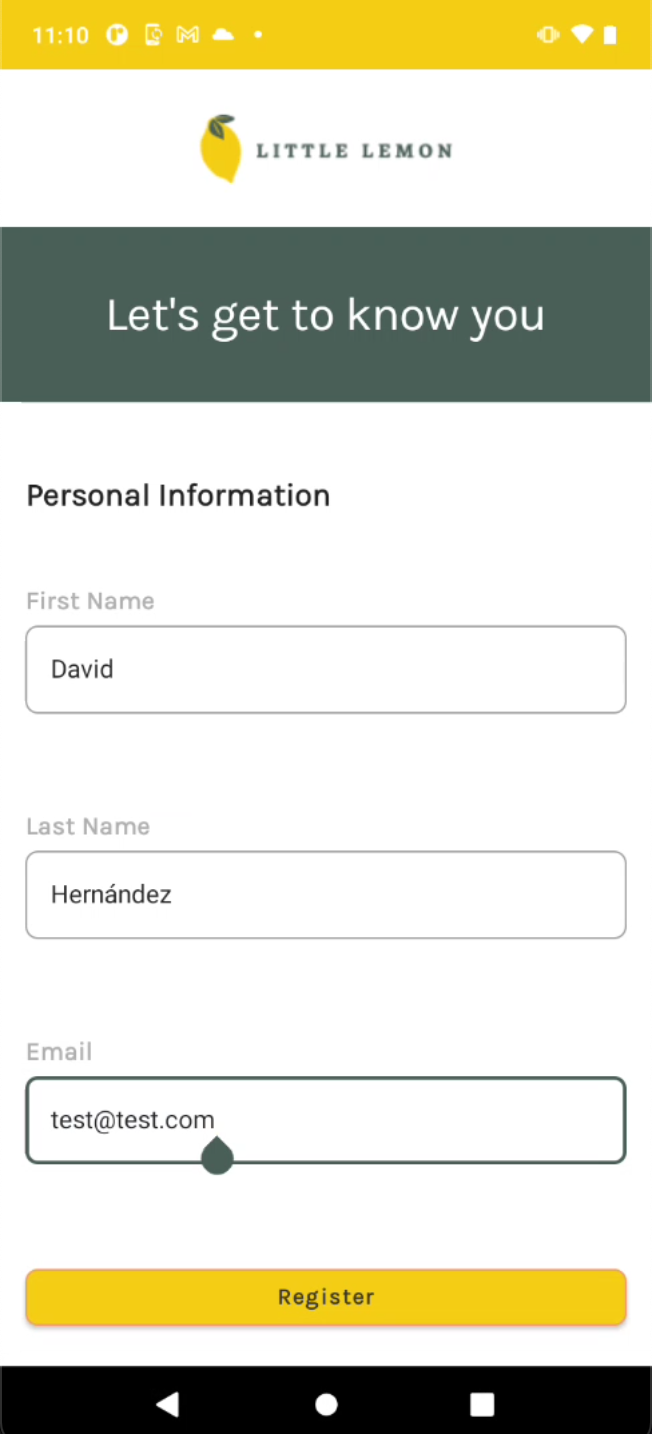 11:10
LITTLE LEMON
Let's get to know you
Personal Information
First Name
David
Last Name
Hernández
Email
test@test.com
Register